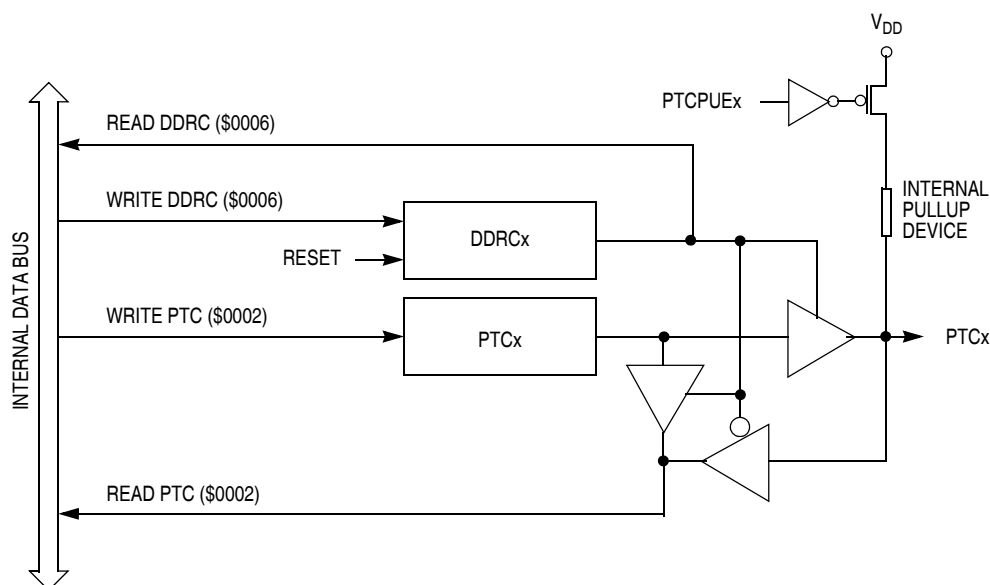 VDD
PTCPUEx
READ DDRC ($0006)
WRITE DDRC ($0006)
INTERNAL
PULLUP
DEVICE
DDRCx
RESET
INTERNAL DATA BUS
WRITE PTC ($0002)
PTCx
PTCx
READ PTC ($0002)